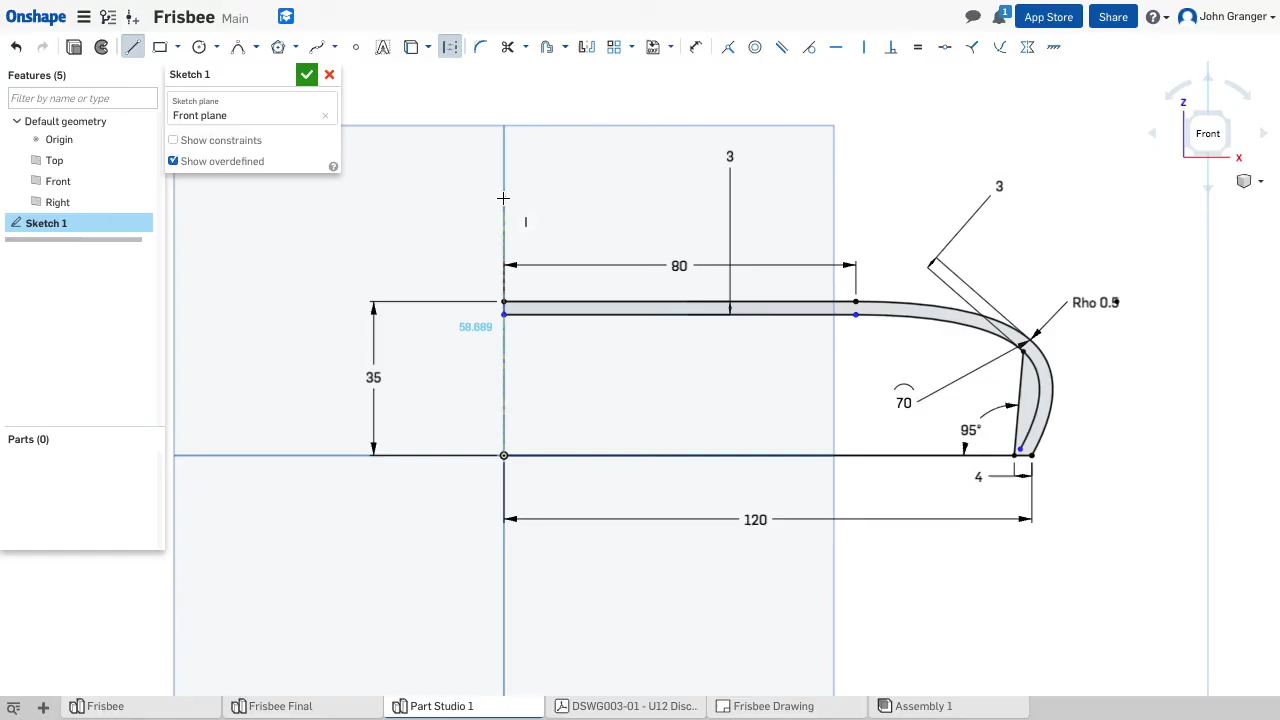 Onshape Frisbee Main 1 App Store Share John Granger
Features (5)
Filter by name or type
Default geometry
Origin
Top
Front
Right
Sketch 1
Parts (0)
Sketch 1
Sketch plane
Front plane
Show constraints
Show overdefined
Z
Front
X
3
3
80
Rho 0.5
58.689
35
70
95°
4
120
Frisbee
Frisbee Final
Part Studio 1
DSWG003-01 - U12 Disc...
Frisbee Drawing
Assembly 1